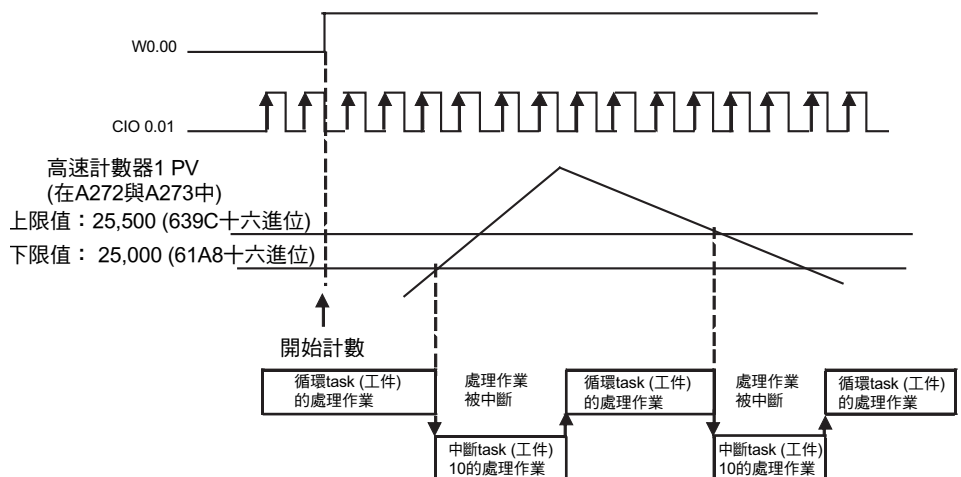 W0.00
CIO 0.01
高速計數器1 PV
(在A272與A273中)
上限值：25,500 (639C十六進位)
下限值： 25,000 (61A8十六進位)
開始計數
循環task (工件)
的處理作業
處理作業
被中斷
循環task (工件)
的處理作業
處理作業
被中斷
循環task (工件)
的處理作業
中斷task (工件)
10的處理作業
中斷task (工件)
10的處理作業